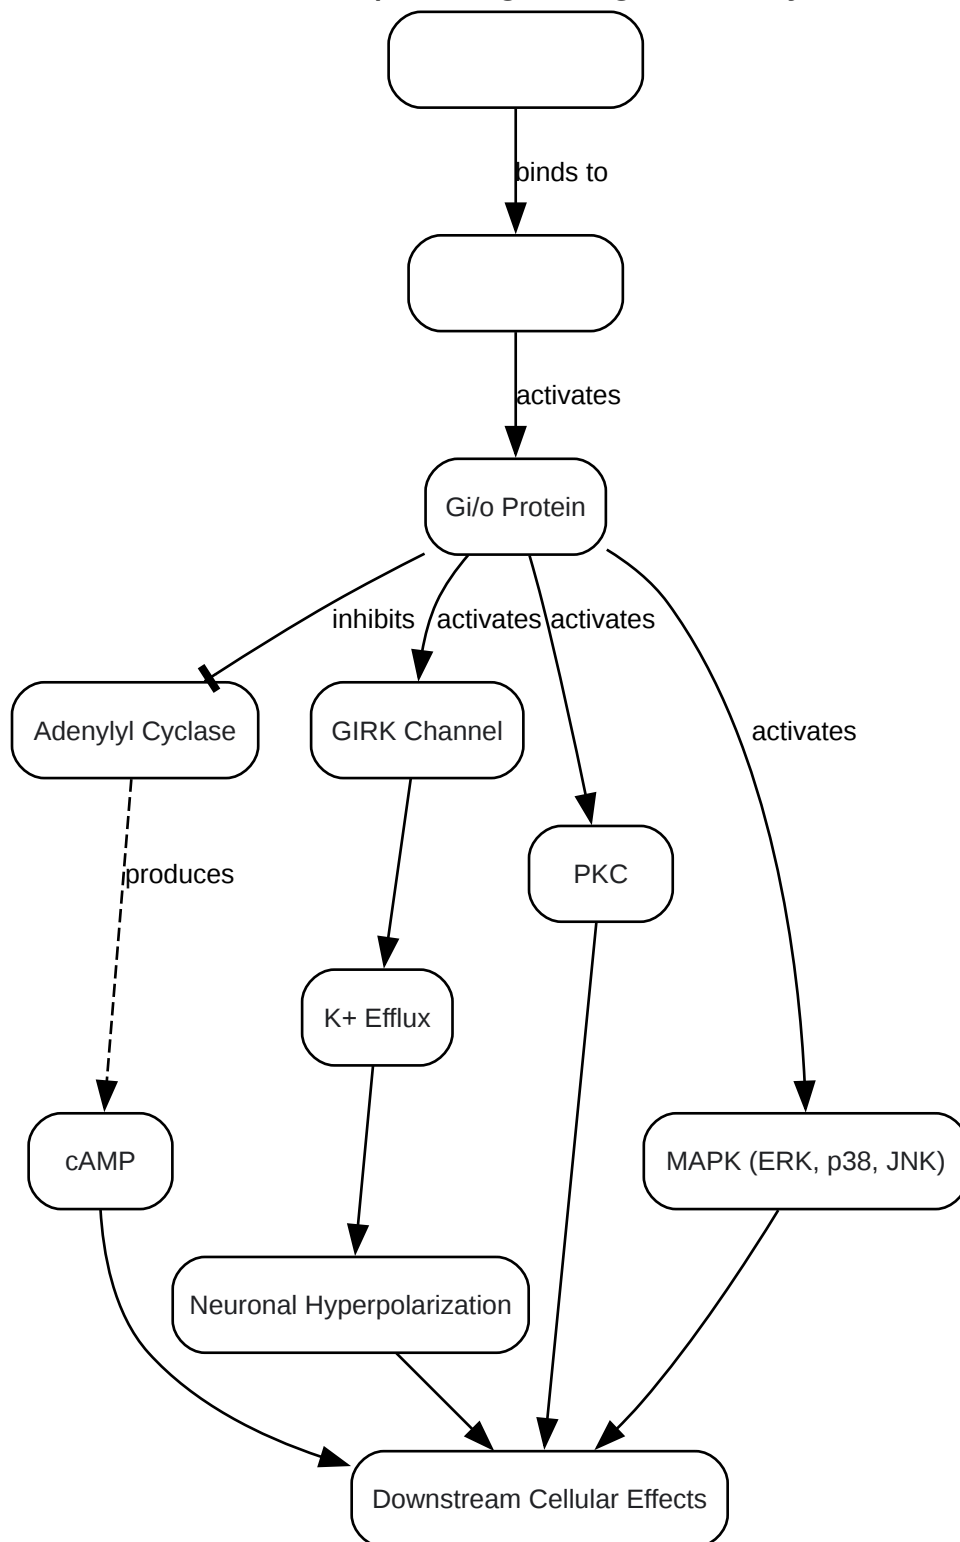 binds to
activates
Gi/o Protein
inhibits
activates
activates
activates
Adenylyl Cyclase
GIRK Channel
produces
PKC
K+ Efflux
cAMP
MAPK (ERK, p38, JNK)
Neuronal Hyperpolarization
Downstream Cellular Effects